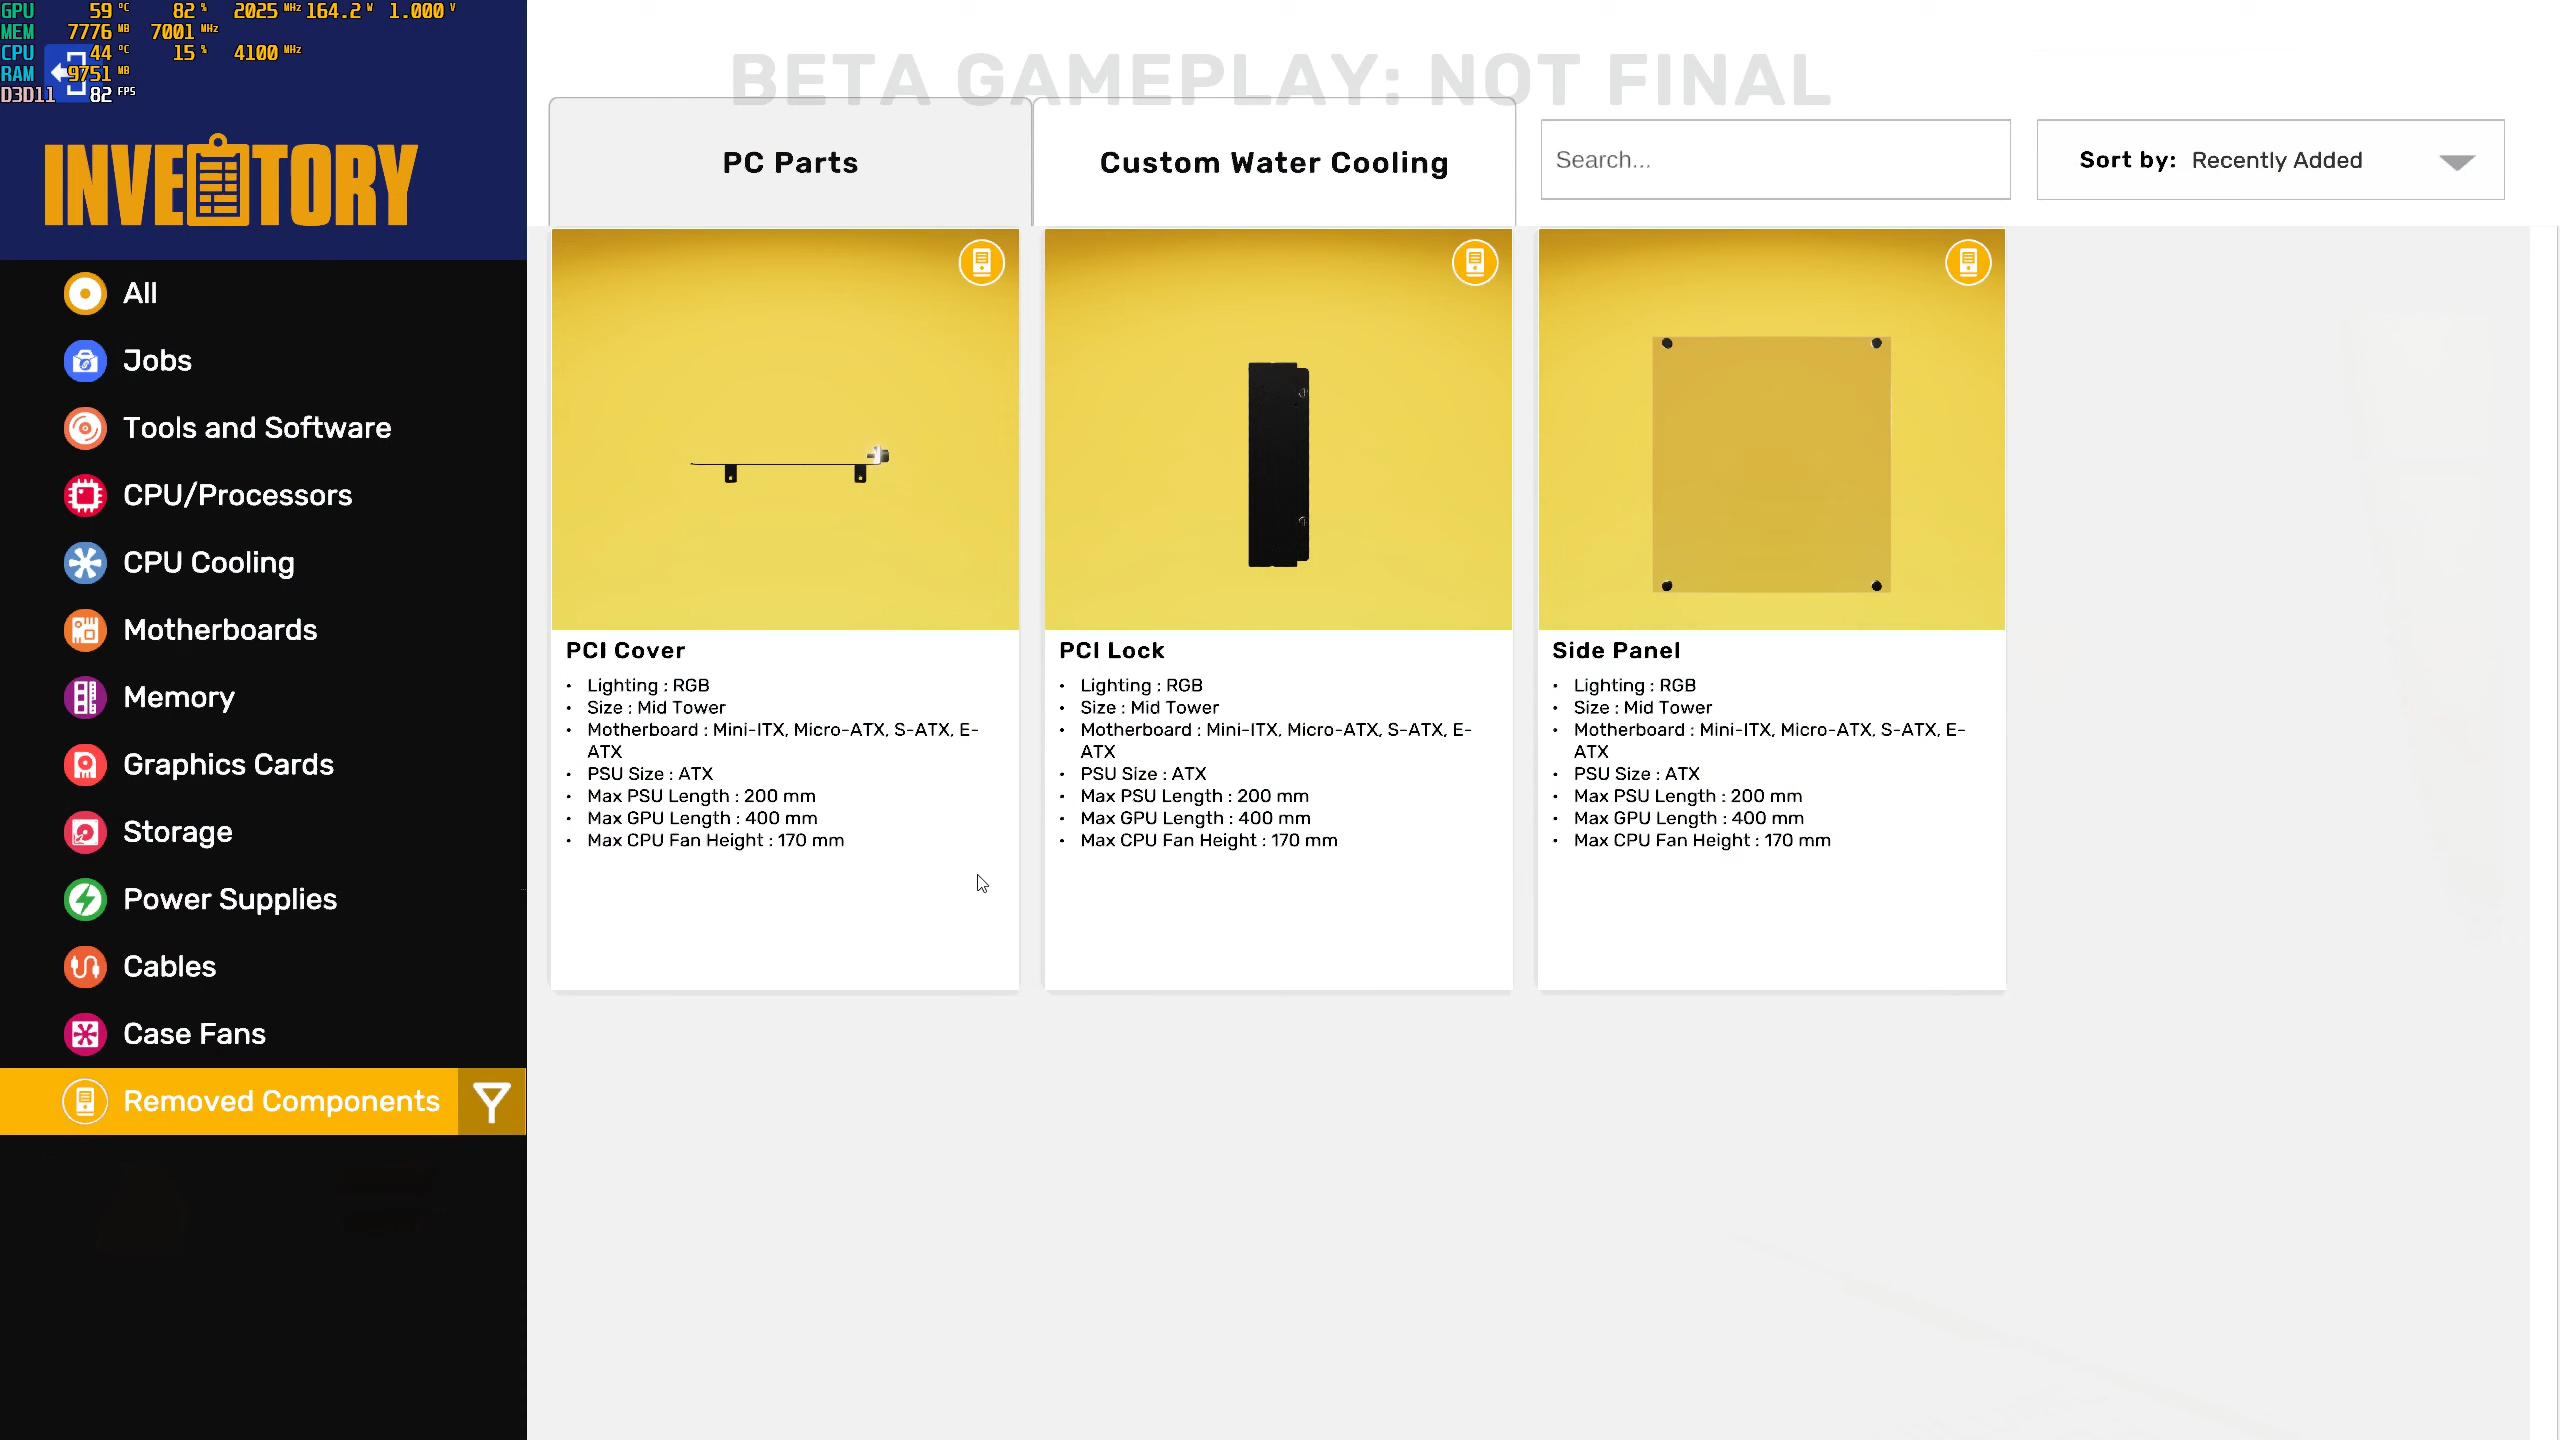 GPU 59 °C 82 % 2025 MHz 164.2 W 1.000 V
MEM 7776 MB 7001 MHz
CPU 44 °C 15 % 4100 MHz
RAM 9751 MB
D3D11 82 FPS
BETA GAMEPLAY: NOT FINAL
INVENTORY
PC Parts
Custom Water Cooling
Search...
Sort by: Recently Added
All
Jobs
Tools and Software
CPU/Processors
CPU Cooling
Motherboards
Memory
Graphics Cards
Storage
Power Supplies
Cables
Case Fans
Removed Components
PCI Cover
• Lighting : RGB
• Size : Mid Tower
• Motherboard : Mini-ITX, Micro-ATX, S-ATX, E-
ATX
• PSU Size : ATX
• Max PSU Length : 200 mm
• Max GPU Length : 400 mm
• Max CPU Fan Height : 170 mm
PCI Lock
• Lighting : RGB
• Size : Mid Tower
• Motherboard : Mini-ITX, Micro-ATX, S-ATX, E-
ATX
• PSU Size : ATX
• Max PSU Length : 200 mm
• Max GPU Length : 400 mm
• Max CPU Fan Height : 170 mm
Side Panel
• Lighting : RGB
• Size : Mid Tower
• Motherboard : Mini-ITX, Micro-ATX, S-ATX, E-
ATX
• PSU Size : ATX
• Max PSU Length : 200 mm
• Max GPU Length : 400 mm
• Max CPU Fan Height : 170 mm